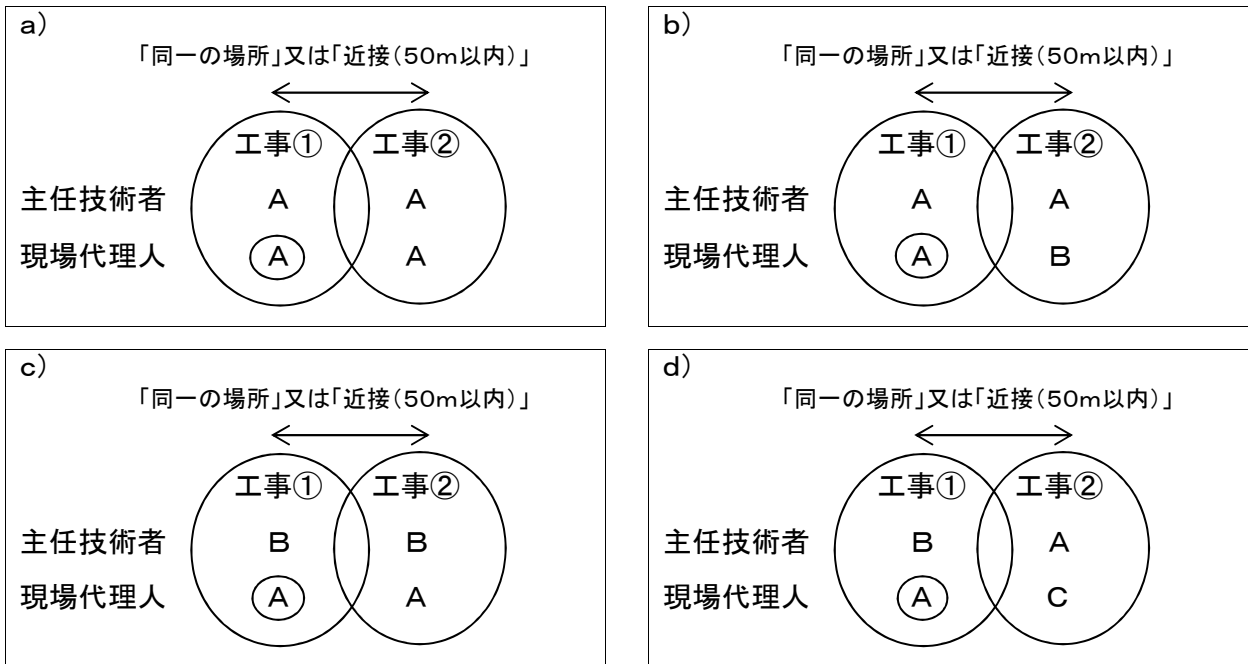 a)
「同一の場所」又は「近接(50m以内)」
工事① 工事②
主任技術者 A A
現場代理人 A A
b)
「同一の場所」又は「近接(50m以内)」
工事① 工事②
主任技術者 A A
現場代理人 A B
c)
「同一の場所」又は「近接(50m以内)」
工事① 工事②
主任技術者 B B
現場代理人 A A
d)
「同一の場所」又は「近接(50m以内)」
工事① 工事②
主任技術者 B A
現場代理人 A C